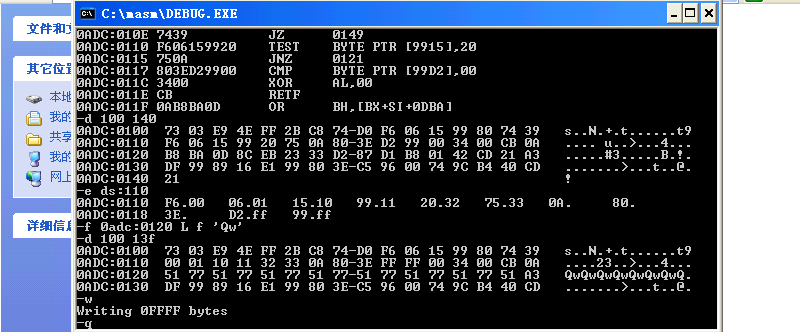 C:\masm\DEBUG.EXE
文件和文
其它位置
本地
我的
共享
我的
网上
详细信息
0ADC:010E 7439 JZ 0149
0ADC:0110 F606159920 TEST BYTE PTR [9915],20
0ADC:0115 750A JNZ 0121
0ADC:0117 803ED29900 CMP BYTE PTR [99D2],00
0ADC:011C 3400 XOR AL,00
0ADC:011E CB RETF
0ADC:011F 0AB8BA0D OR BH,[BX+SI+0DBA]
-d 100 140
0ADC:0100 73 03 E9 4E FF 2B C8 74-D0 F6 06 15 99 80 74 39 s..N.+.t......t9
0ADC:0110 F6 06 15 99 20 75 0A 80-3E D2 99 00 34 00 CB 0A .... u..>...4...
0ADC:0120 B8 BA 0D 8C EB 23 33 D2-87 D1 B8 01 42 CD 21 A3 .....#3.....B.!.
0ADC:0130 DF 99 89 16 E1 99 80 3E-C5 96 00 74 9C B4 40 CD .......>...t..@.
0ADC:0140 21 !
-e ds:110
0ADC:0110 F6.00 06.01 15.10 99.11 20.32 75.33 0A. 80.
0ADC:0118 3E. D2.ff 99.ff
-f 0adc:0120 L f 'Qw'
-d 100 13f
0ADC:0100 73 03 E9 4E FF 2B C8 74-D0 F6 06 15 99 80 74 39 s..N.+.t......t9
0ADC:0110 00 01 10 11 32 33 0A 80-3E FF FF 00 34 00 CB 0A ....23..>...4...
0ADC:0120 51 77 51 77 51 77 51 77-51 77 51 77 51 77 51 A3 QwQwQwQwQwQwQwQ.
0ADC:0130 DF 99 89 16 E1 99 80 3E-C5 96 00 74 9C B4 40 CD .......>...t..@.
-w
Writing 0FFFF bytes
-q